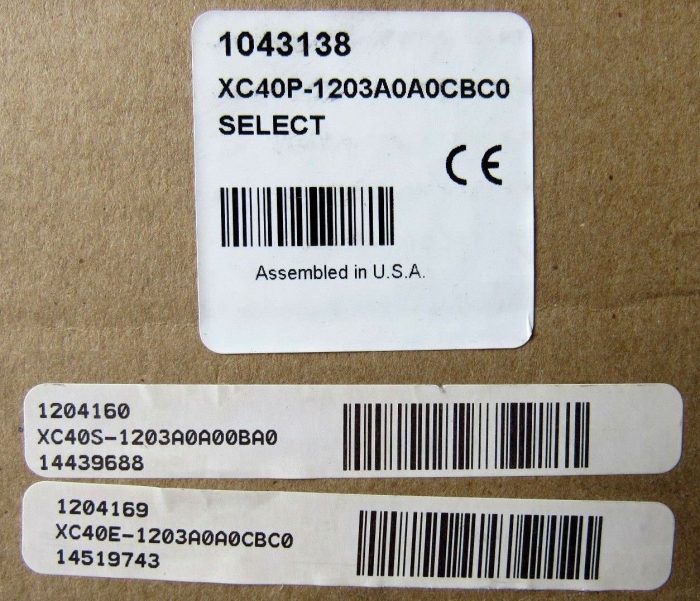 1043138
XC40P-1203A0A0CBC0
SELECT
CE
Assembled in U.S.A.
1204160
XC40S-1203A0A00BA0
14439688
1204169
XC40E-1203A0A0CBC0
14519743